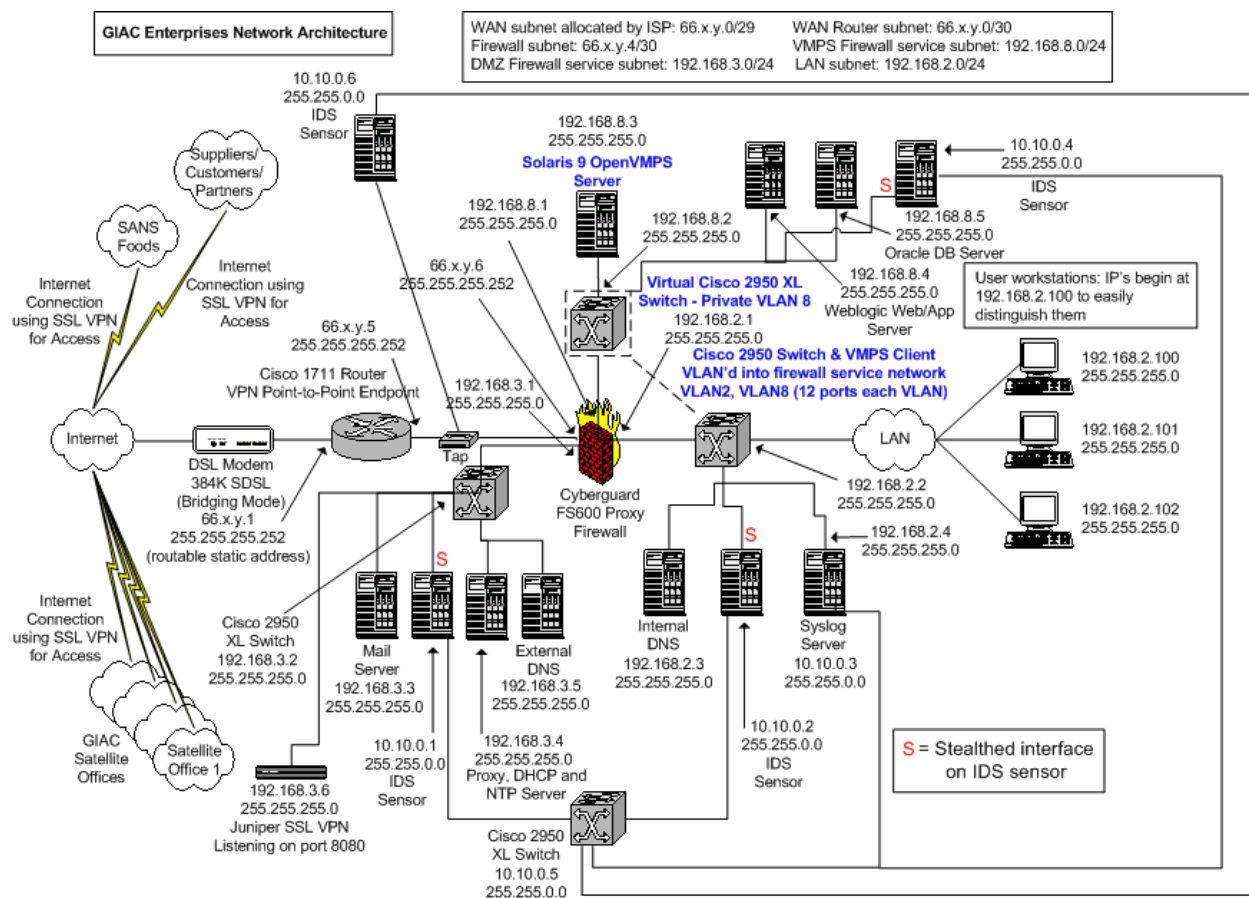 GIAC Enterprises Network Architecture
WAN subnet allocated by ISP: 66.x.y.0/29
WAN Router subnet: 66.x.y.0/30
Firewall subnet: 66.x.y.4/30
VMPS Firewall service subnet: 192.168.8.0/24
DMZ Firewall service subnet: 192.168.3.0/24
LAN subnet: 192.168.2.0/24
10.10.0.6
255.255.0.0
IDS
Sensor
Suppliers/
Customers/
Partners
SANS
Foods
Internet
Connection
using SSL VPN
for Access
Internet
Connection using
SSL VPN for
Access
192.168.8.3
255.255.255.0
Solaris 9 OpenVMPS
Server
192.168.8.1
255.255.255.0
192.168.8.2
255.255.255.0
66.x.y.6
255.255.255.252
S
10.10.0.4
255.255.0.0
IDS
Sensor
192.168.8.5
255.255.255.0
Oracle DB Server
192.168.8.4
255.255.255.0
Weblogic Web/App
Server
User workstations: IP's begin at
192.168.2.100 to easily
distinguish them
Virtual Cisco 2950 XL
Switch - Private VLAN 8
192.168.2.1
255.255.255.0
Cisco 2950 Switch & VMPS Client
VLAN'd into firewall service network
VLAN2, VLAN8 (12 ports each VLAN)
66.x.y.5
255.255.255.252
Cisco 1711 Router
VPN Point-to-Point Endpoint
192.168.3.1
255.255.255.0
Internet
DSL Modem
384K SDSL
(Bridging Mode)
66.x.y.1
255.255.255.252
(routable static address)
Tap
Cyberguard
FS600 Proxy
Firewall
LAN
192.168.2.100
255.255.255.0
192.168.2.101
255.255.255.0
192.168.2.102
255.255.255.0
192.168.2.2
255.255.255.0
192.168.2.4
255.255.255.0
Internet
Connection
using SSL VPN
for Access
GIAC
Satellite
Offices
Satellite
Office 1
Cisco 2950
XL Switch
192.168.3.2
255.255.255.0
S
Mail
Server
192.168.3.3
255.255.255.0
10.10.0.1
255.255.0.0
IDS
Sensor
External
DNS
192.168.3.5
255.255.255.0
192.168.3.4
255.255.255.0
Proxy, DHCP and
NTP Server
192.168.3.6
255.255.255.0
Juniper SSL VPN
Listening on port 8080
S
Internal
DNS
192.168.2.3
255.255.255.0
Syslog
Server
10.10.0.3
255.255.0.0
10.10.0.2
255.255.0.0
IDS
Sensor
Cisco 2950
XL Switch
10.10.0.5
255.255.0.0
S = Stealthed interface
on IDS sensor